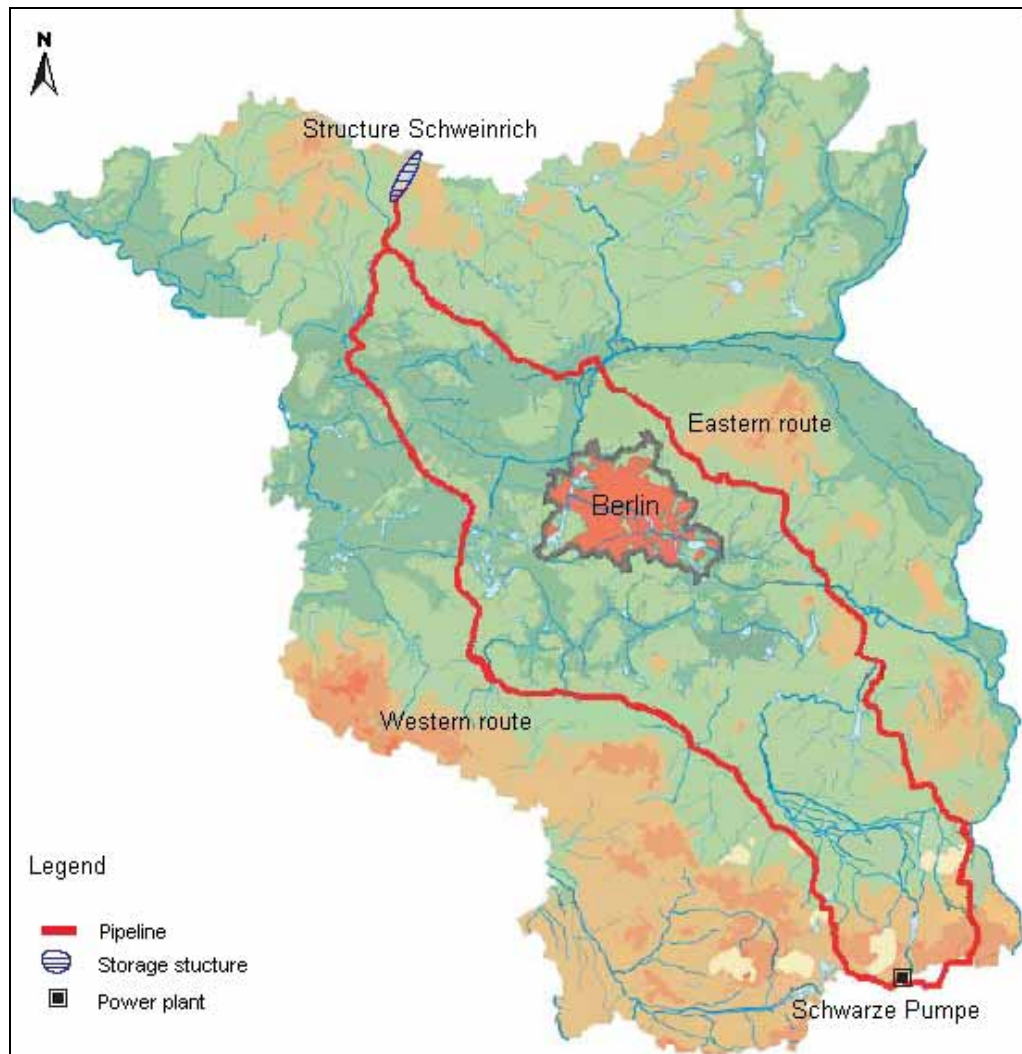 N
Structure Schweinrich
Eastern route
Berlin
Western route
Legend
Pipeline
Storage stucture
Power plant
Schwarze Pumpe